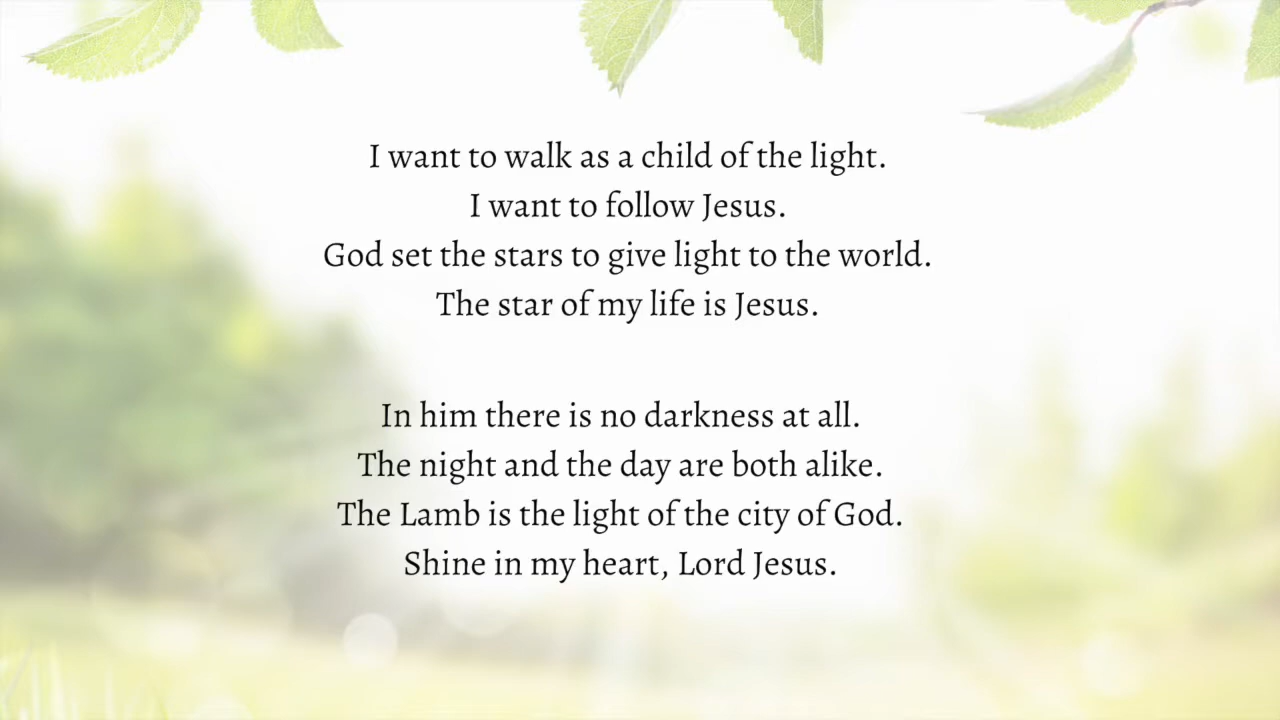 I want to walk as a child of the light.
I want to follow Jesus.
God set the stars to give light to the world.
The star of my life is Jesus.
In him there is no darkness at all.
The night and the day are both alike.
The Lamb is the light of the city of God.
Shine in my heart, Lord Jesus.